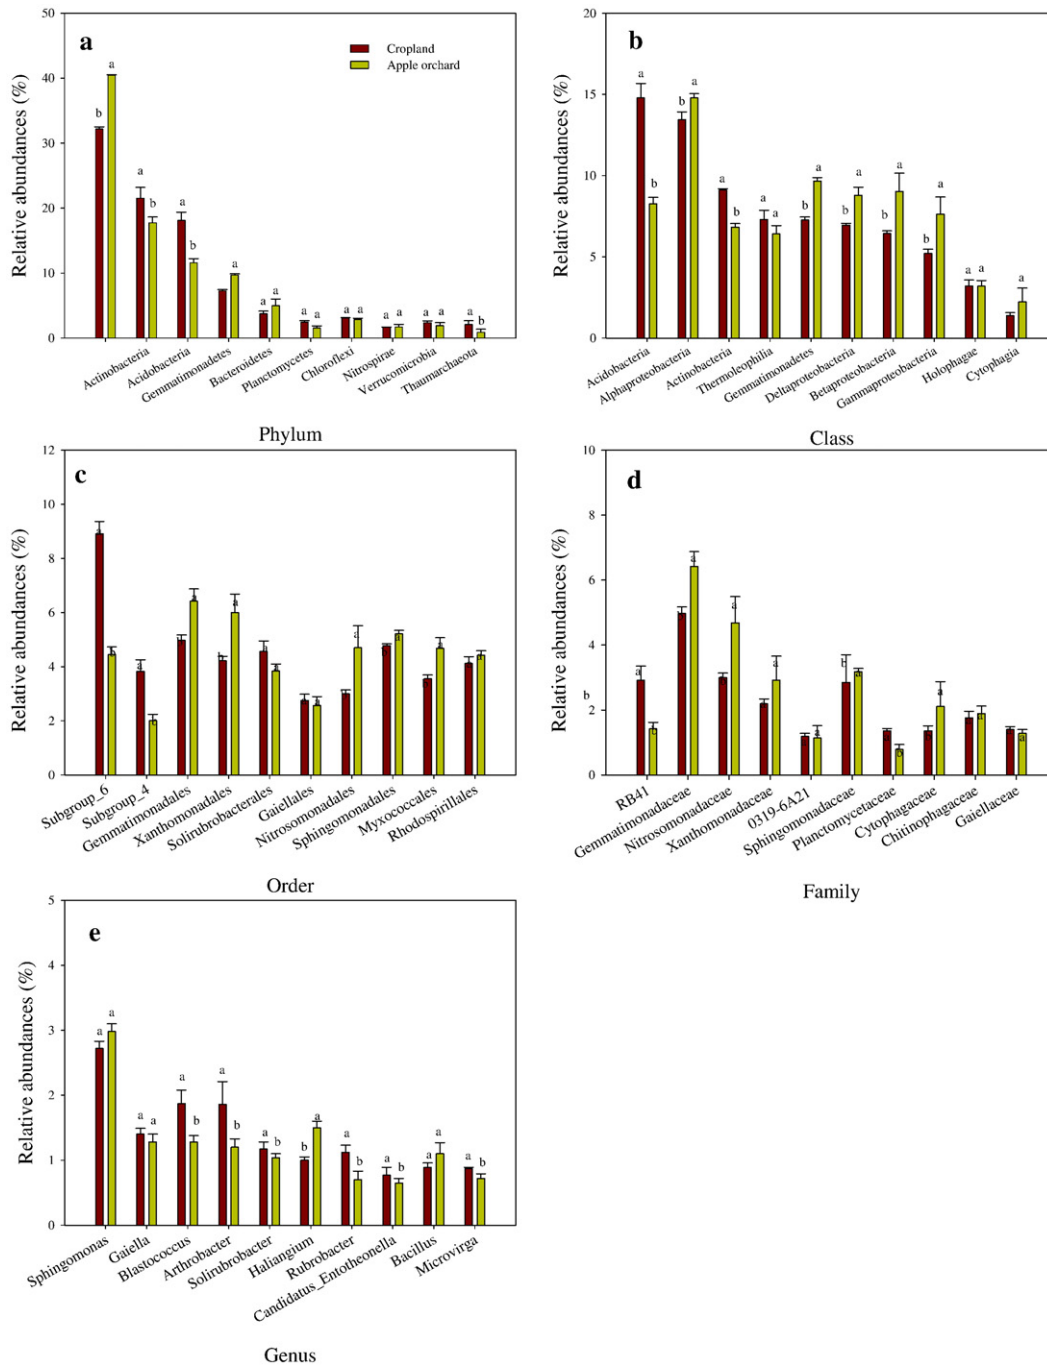 a
Cropland
Apple orchard
Relative abundances (%)
50
40
30
20
10
0
b a
a b
a b
a
a a
a a
a a
a a
a a
a b
Actinobacteria
Acidobacteria
Gemmatimonadetes
Bacteroidetes
Planctomycetes
Chloroflexi
Nitrospirae
Verrucomicrobia
Thaumarchaeota
Phylum
b
Relative abundances (%)
20
15
10
5
0
a b
b a
a b
a a
b a
b a
b a
b a
a a
a
Acidobacteria
Alphaproteobacteria
Actinobacteria
Thermoleophilia
Gemmatimonadetes
Deltaproteobacteria
Betaproteobacteria
Gammaproteobacteria
Holophagae
Cytophagia
Class
c
Relative abundances (%)
12
10
8
6
4
2
0
Subgroup_6
Subgroup_4
Gemmatimonadales
Xanthomonadales
Solirubrobacterales
Gaiellales
Nitrosomonadales
Sphingomonadales
Myxococcales
Rhodospirillales
Order
d
Relative abundances (%)
10
8
6
4
2
0
b
RB41
Gemmatimonadaceae
Nitrosomonadaceae
Xanthomonadaceae
0319-6A21
Sphingomonadaceae
Planctomycetaceae
Cytophagaceae
Chitinophagaceae
Gaiellaceae
Family
e
Relative abundances (%)
5
4
3
2
1
0
a a
a a
a b
a b
a b
b a
a b
a b
a a
a b
Sphingomonas
Gaiella
Blastococcus
Arthrobacter
Solirubrobacter
Haliangium
Rubrobacter
Candidatus_Entotheonella
Bacillus
Microvirga
Genus